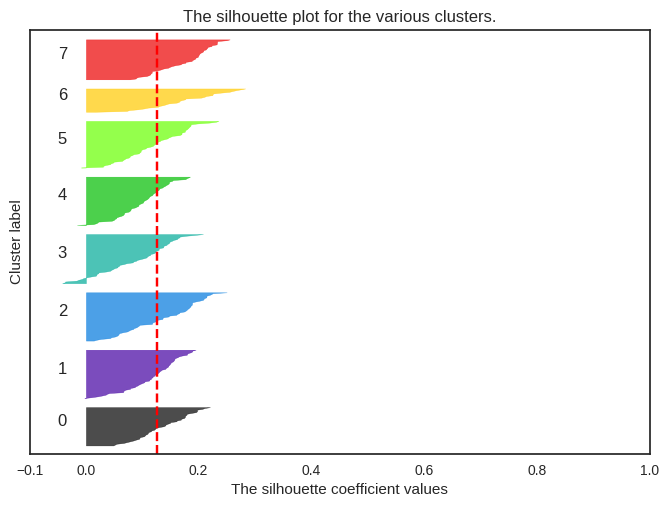 The silhouette plot for the various clusters.
7
6
5
4
3
2
1
0
Cluster label
−0.1 0.0 0.2 0.4 0.6 0.8 1.0
The silhouette coefficient values